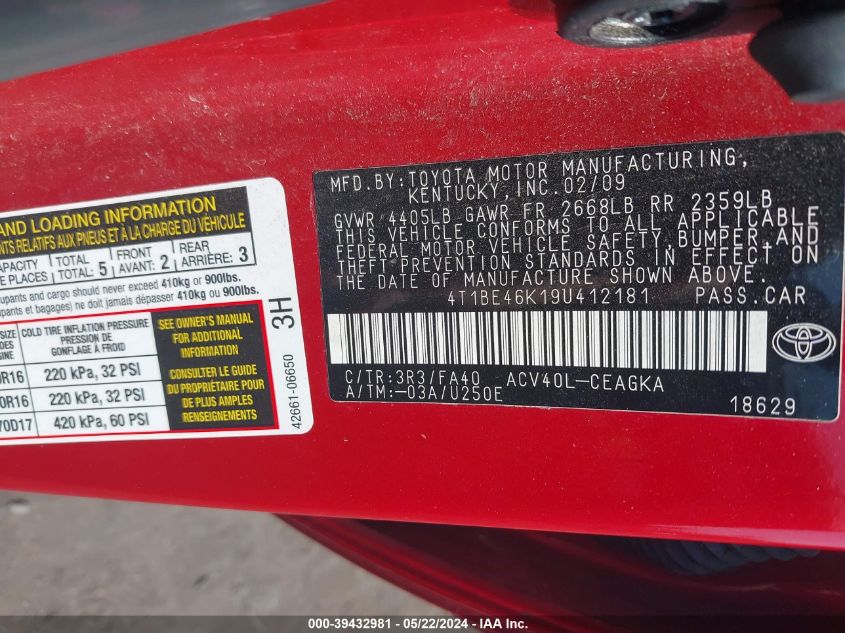 AND LOADING INFORMATION
NTS RELATIFS AUX PNEUS ET À LA CHARGE DU VÉHICULE
CAPACITY TOTAL FRONT REAR
PLACES TOTAL: 5 AVANT: 2 ARRIÈRE: 3
upants and cargo should never exceed 410kg or 900lbs.
upants et bagages) ne doit jamais dépasser 410kg ou 900lbs.
SIZE COLD TIRE INFLATION PRESSURE
PRESSION DE
GONFLAGE À FROID
0R16 220 kPa, 32 PSI
0R16 220 kPa, 32 PSI
70D17 420 kPa, 60 PSI
SEE OWNER'S MANUAL
FOR ADDITIONAL
INFORMATION
CONSULTER LE GUIDE
DU PROPRIÉTAIRE POUR
DE PLUS AMPLES
RENSEIGNEMENTS
3H
42661-06650
MFD.BY:TOYOTA MOTOR MANUFACTURING,
KENTUCKY, INC. 02/09
GVWR/4405LB GAWR FR 2668LB RR 2359LB
THIS VEHICLE CONFORMS TO ALL APPLICABLE
FEDERAL MOTOR VEHICLE SAFETY,BUMPER,AND
THEFT PREVENTION STANDARDS IN EFFECT ON
THE DATE OF MANUFACTURE SHOWN ABOVE.
4T1BE46K19U412181 PASS.CAR
C/TR:3R3/FA40 ACV40L-CEAGKA
A/TM:-03A/U250E
18629
TOYOTA
000-39432981 - 05/22/2024 - IAAI.com